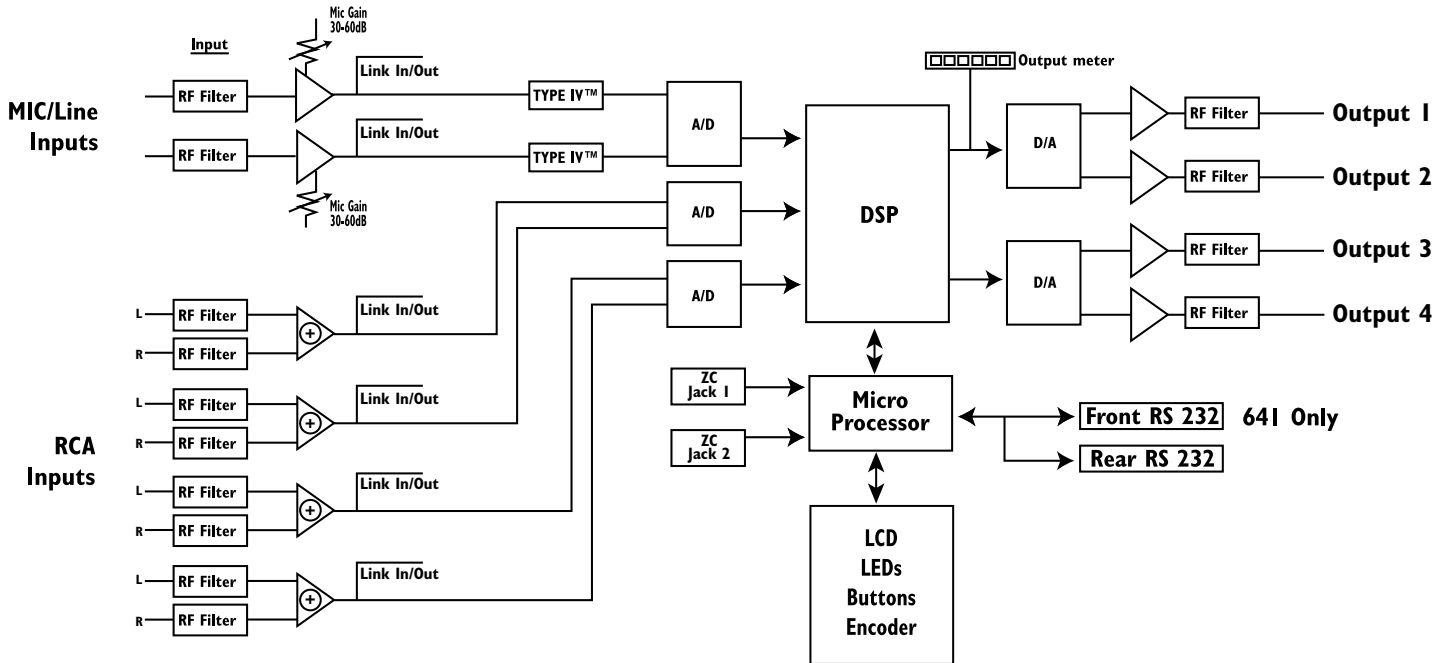 Mic Gain
30-60dB
Input
Link In/Out
RF Filter
TYPE IV™
MIC/Line
Inputs
Link In/Out
RF Filter
TYPE IV™
Mic Gain
30-60dB
A/D
A/D
A/D
DSP
Output meter
D/A
RF Filter
Output 1
RF Filter
Output 2
D/A
RF Filter
Output 3
RF Filter
Output 4
RCA
Inputs
L
RF Filter
R
RF Filter
Link In/Out
L
RF Filter
R
RF Filter
Link In/Out
L
RF Filter
R
RF Filter
Link In/Out
L
RF Filter
R
RF Filter
Link In/Out
ZC
Jack 1
ZC
Jack 2
Micro
Processor
Front RS 232
641 Only
Rear RS 232
LCD
LEDs
Buttons
Encoder